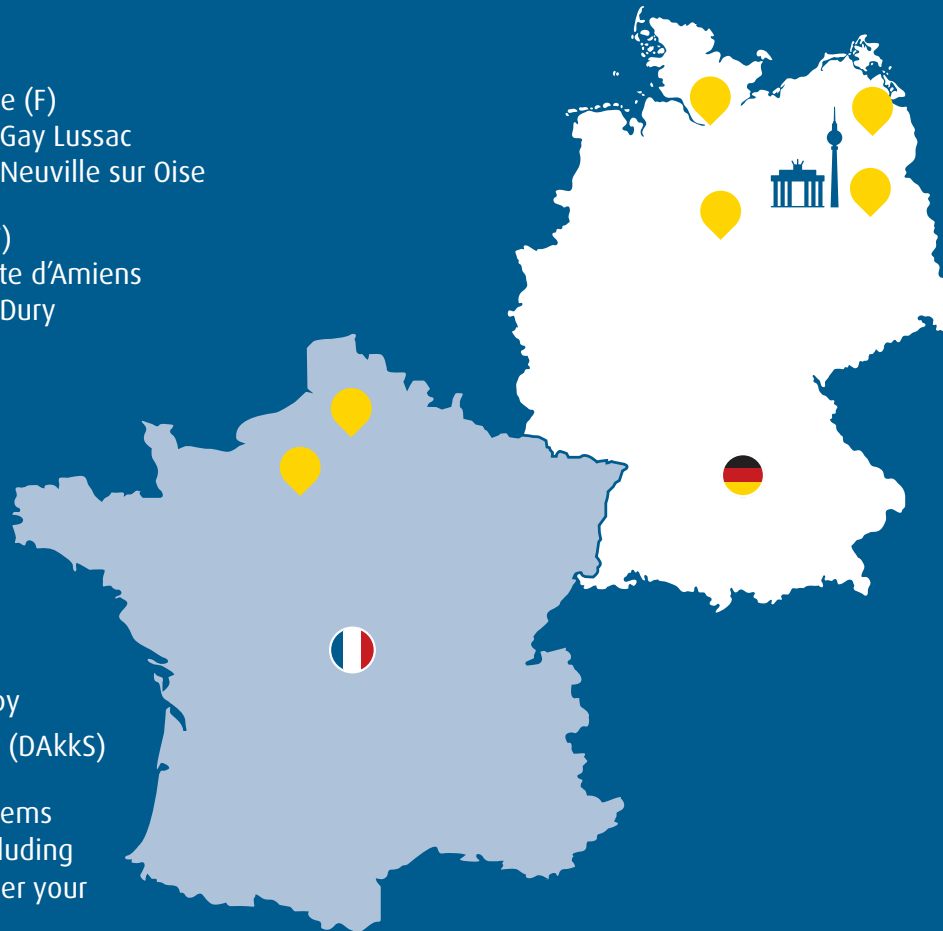 e (F)
Gay Lussac
Neuville sur Oise
)
te d’Amiens
Dury
by
(DAkkS)
ems
luding
er your